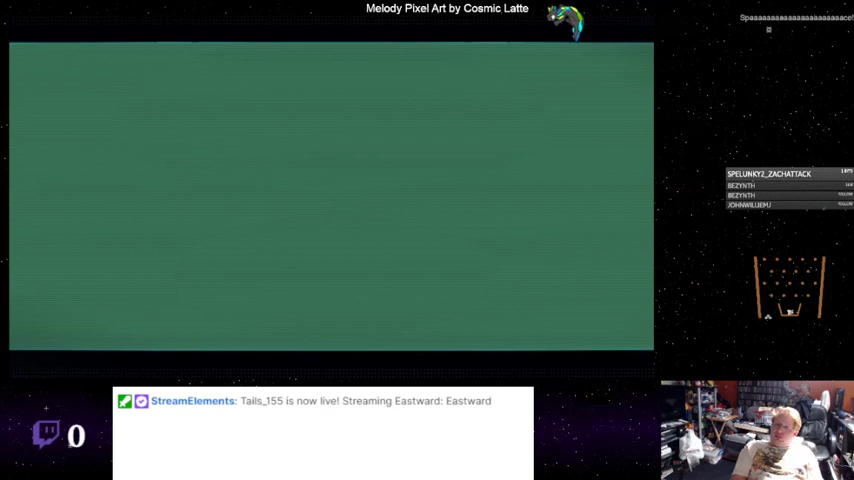 Melody Pixel Art by Cosmic Latte
Spaaaaaaaaaaaaaaaaaaaaace!
SPELUNKY2_ZACHATTACK
BEZYNTH
BEZYNTH
JOHNWILLIEMJ
StreamElements: Tails_155 is now live! Streaming Eastward: Eastward
0